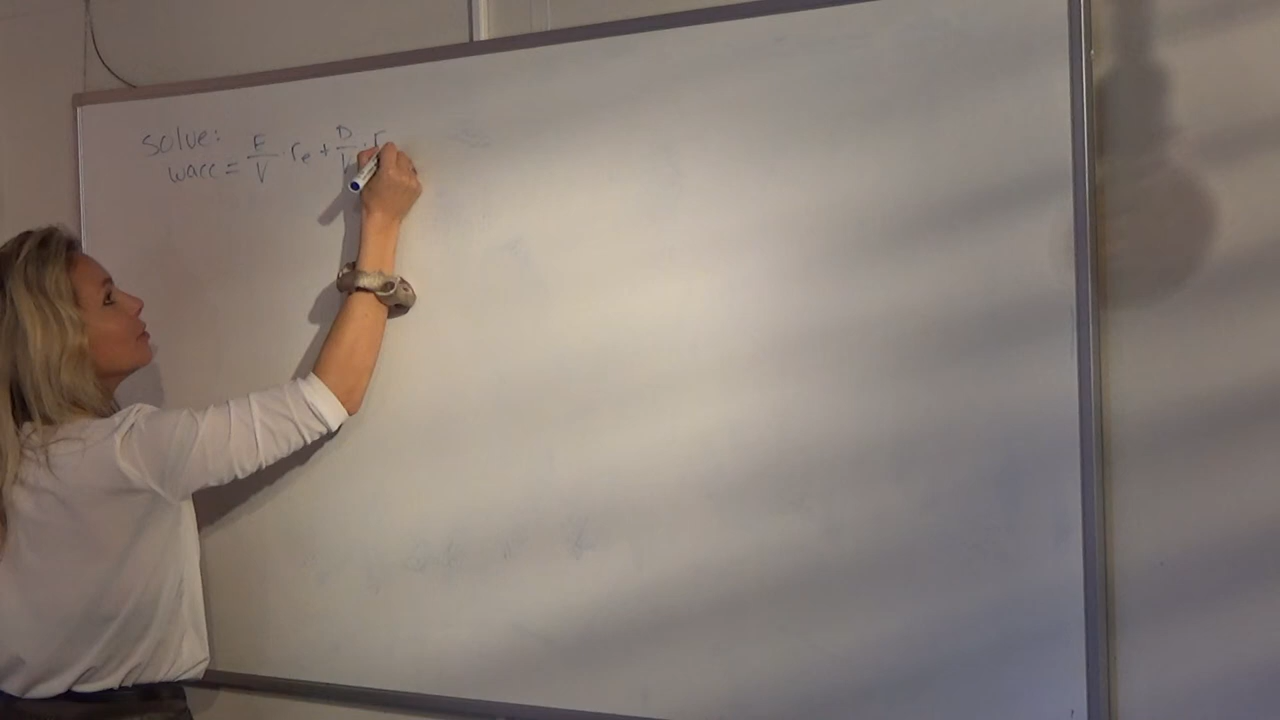 solve:
wacc = E/V · re + D/V · r